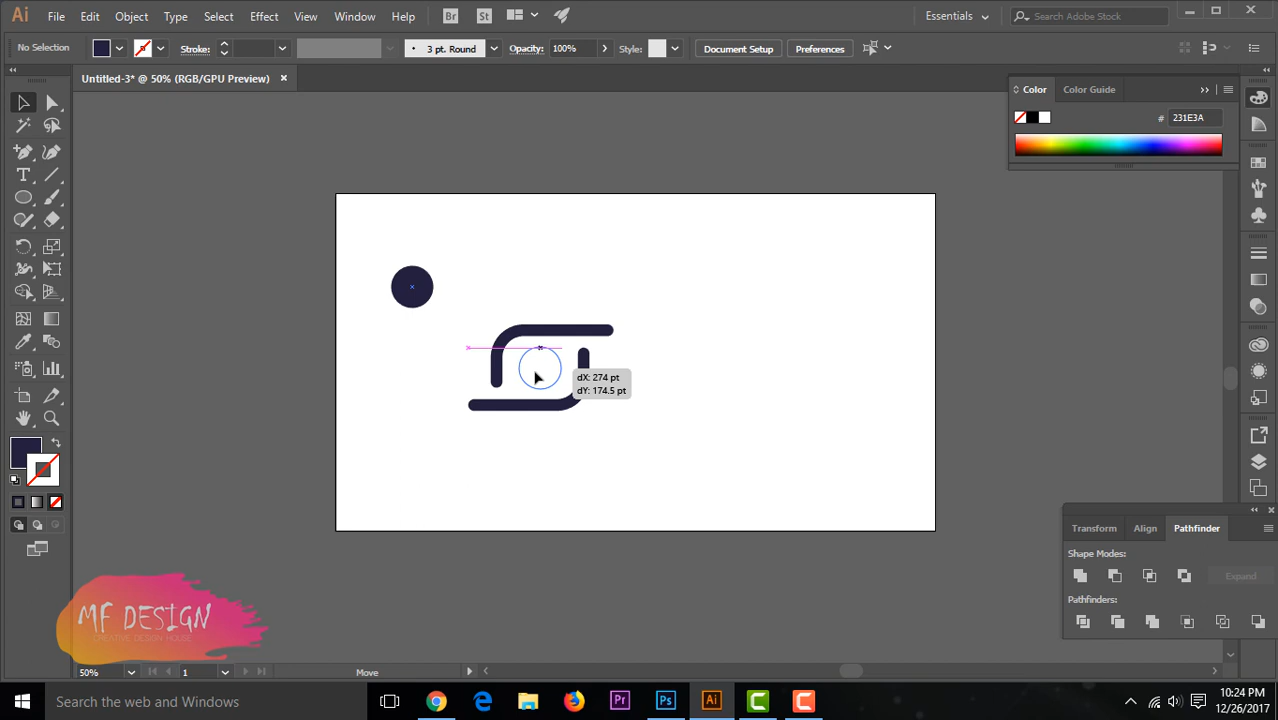 Ai File Edit Object Type Select Effect View Window Help Br St Essentials Search Adobe Stock
No Selection Stroke: 3 pt. Round Opacity: 100% Style: Document Setup Preferences
Untitled-3* @ 50% (RGB/GPU Preview)
Color Color Guide
# 231E3A
dX: 274 pt
dY: 174.5 pt
Transform Align Pathfinder
Shape Modes:
Expand
Pathfinders:
MF DESIGN
CREATIVE DESIGN HOUSE
50% 1 Move
Search the web and Windows Pr Ps Ai
10:24 PM
12/26/2017